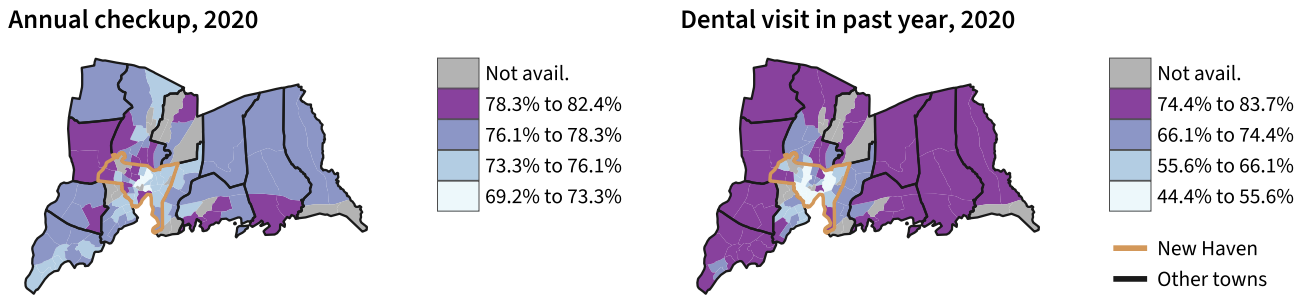 Annual checkup, 2020
Not avail.
78.3% to 82.4%
76.1% to 78.3%
73.3% to 76.1%
69.2% to 73.3%
Dental visit in past year, 2020
Not avail.
74.4% to 83.7%
66.1% to 74.4%
55.6% to 66.1%
44.4% to 55.6%
New Haven
Other towns